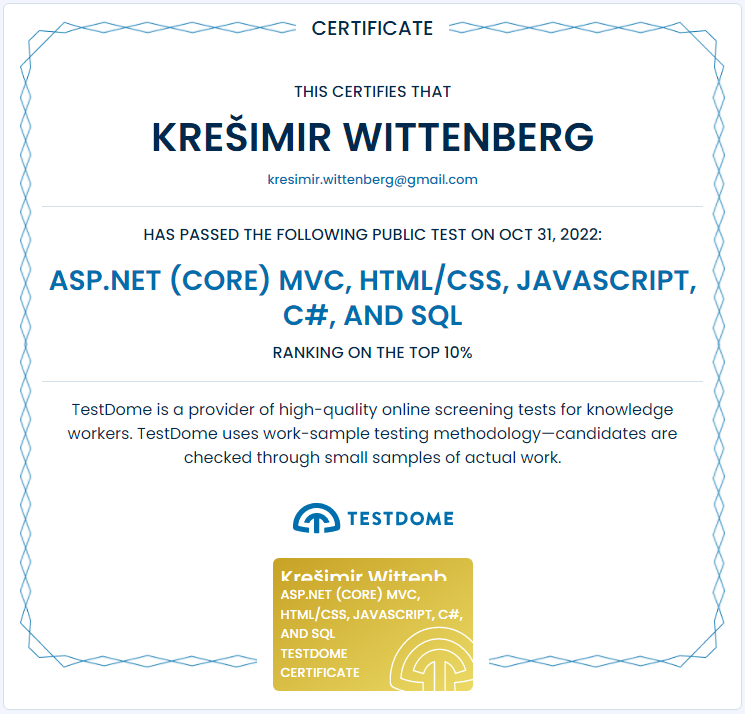 CERTIFICATE
THIS CERTIFIES THAT
KREŠIMIR WITTENBERG
kresimir.wittenberg@gmail.com
HAS PASSED THE FOLLOWING PUBLIC TEST ON OCT 31, 2022:
ASP.NET (CORE) MVC, HTML/CSS, JAVASCRIPT,
C#, AND SQL
RANKING ON THE TOP 10%
TestDome is a provider of high-quality online screening tests for knowledge
workers. TestDome uses work-sample testing methodology—candidates are
checked through small samples of actual work.
TESTDOME
Krešimir Wittenb
ASP.NET (CORE) MVC,
HTML/CSS, JAVASCRIPT, C#,
AND SQL
TESTDOME
CERTIFICATE